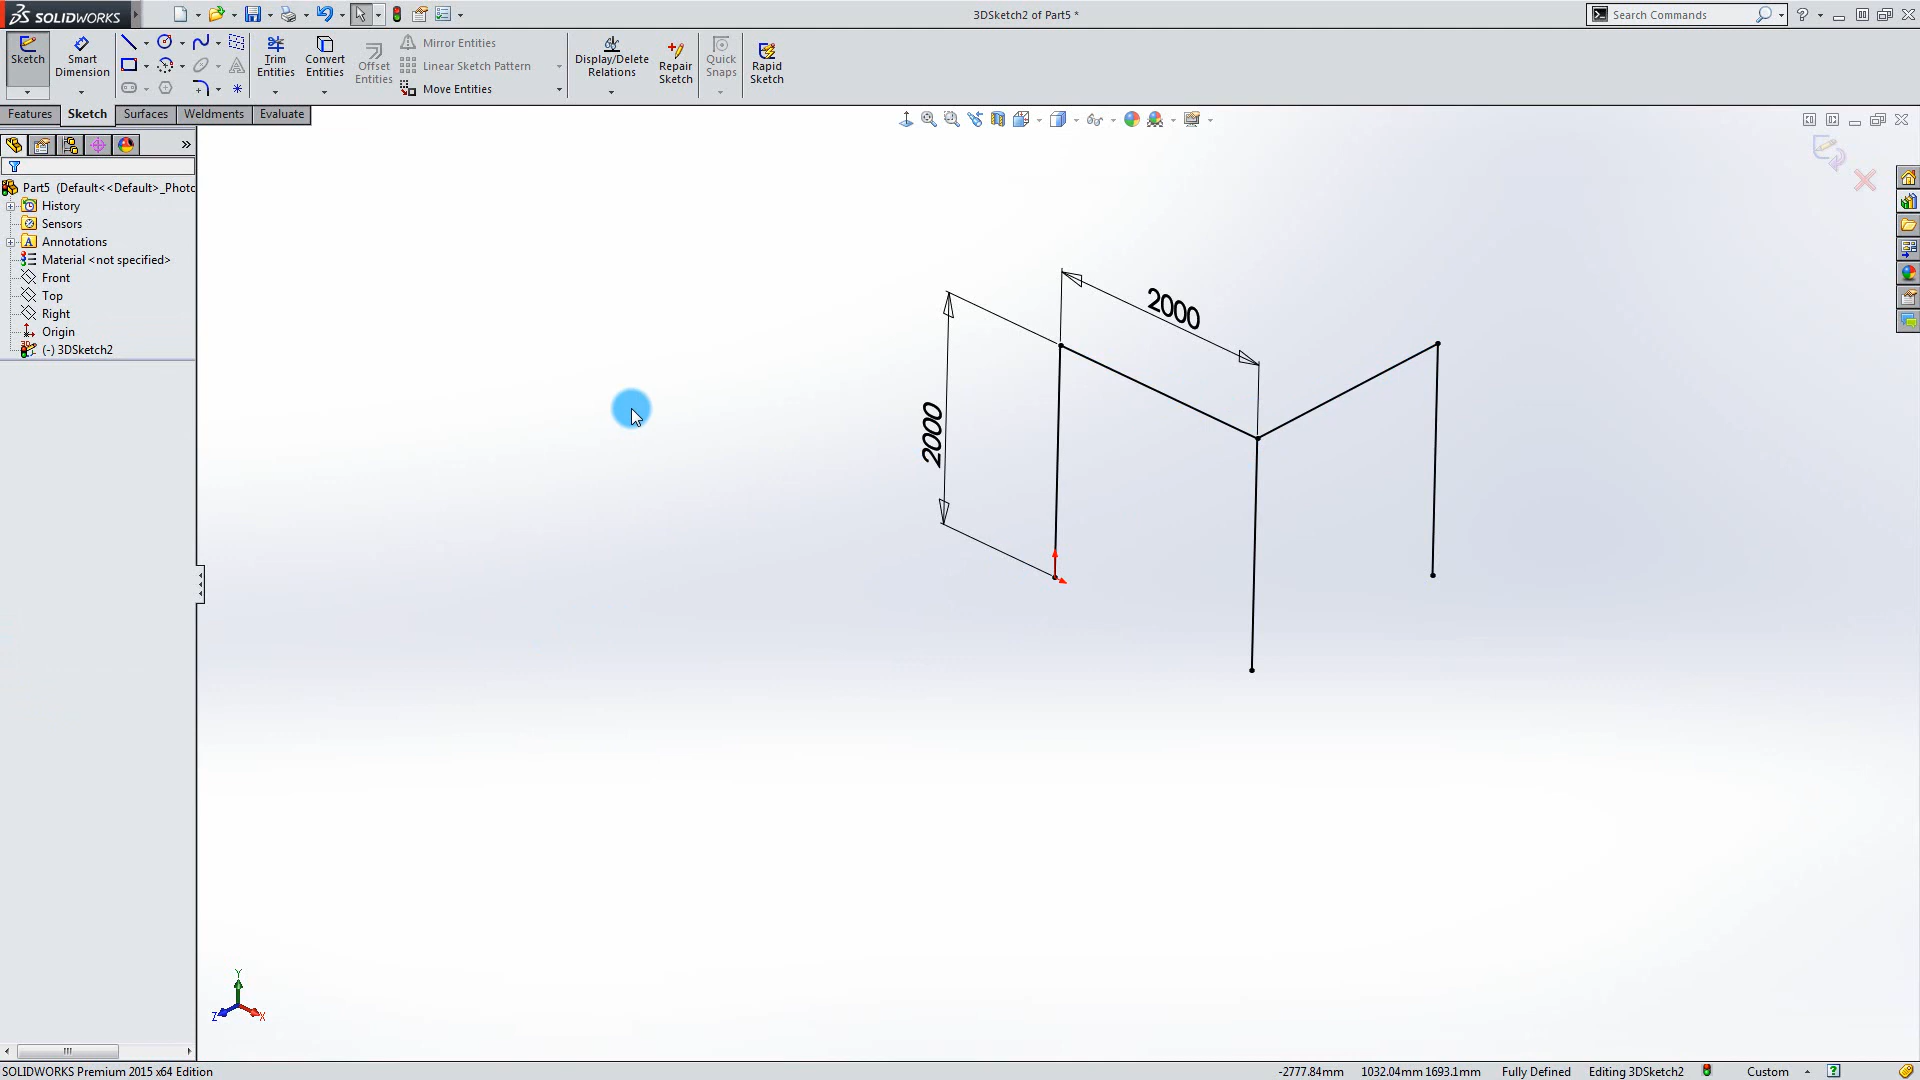 SOLIDWORKS
3DSketch2 of Part5 *
Search Commands
Sketch
Smart Dimension
Trim Entities
Convert Entities
Offset Entities
Mirror Entities
Linear Sketch Pattern
Move Entities
Display/Delete Relations
Repair Sketch
Quick Snaps
Rapid Sketch
Features
Sketch
Surfaces
Weldments
Evaluate
Part5 (Default<<Default>_Photo
History
Sensors
Annotations
Material <not specified>
Front
Top
Right
Origin
(-) 3DSketch2
2000
2000
Y
Z
X
SOLIDWORKS Premium 2015 x64 Edition
-2777.84mm
1032.04mm 1693.1mm
Fully Defined
Editing 3DSketch2
Custom